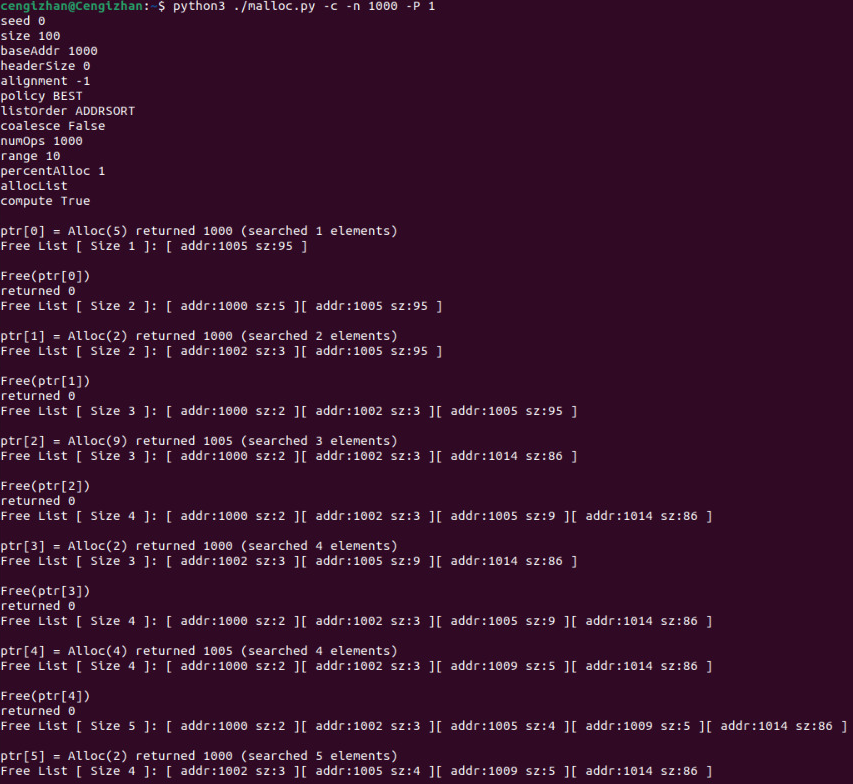 cengizhan@Cengizhan:~$ python3 ./malloc.py -c -n 1000 -P 1
seed 0
size 100
baseAddr 1000
headerSize 0
alignment -1
policy BEST
listOrder ADDRSORT
coalesce False
numOps 1000
range 10
percentAlloc 1
allocList
compute True
ptr[0] = Alloc(5) returned 1000 (searched 1 elements)
Free List [ Size 1 ]: [ addr:1005 sz:95 ]
Free(ptr[0])
returned 0
Free List [ Size 2 ]: [ addr:1000 sz:5 ][ addr:1005 sz:95 ]
ptr[1] = Alloc(2) returned 1000 (searched 2 elements)
Free List [ Size 2 ]: [ addr:1002 sz:3 ][ addr:1005 sz:95 ]
Free(ptr[1])
returned 0
Free List [ Size 3 ]: [ addr:1000 sz:2 ][ addr:1002 sz:3 ][ addr:1005 sz:95 ]
ptr[2] = Alloc(9) returned 1005 (searched 3 elements)
Free List [ Size 3 ]: [ addr:1000 sz:2 ][ addr:1002 sz:3 ][ addr:1014 sz:86 ]
Free(ptr[2])
returned 0
Free List [ Size 4 ]: [ addr:1000 sz:2 ][ addr:1002 sz:3 ][ addr:1005 sz:9 ][ addr:1014 sz:86 ]
ptr[3] = Alloc(2) returned 1000 (searched 4 elements)
Free List [ Size 3 ]: [ addr:1002 sz:3 ][ addr:1005 sz:9 ][ addr:1014 sz:86 ]
Free(ptr[3])
returned 0
Free List [ Size 4 ]: [ addr:1000 sz:2 ][ addr:1002 sz:3 ][ addr:1005 sz:9 ][ addr:1014 sz:86 ]
ptr[4] = Alloc(4) returned 1005 (searched 4 elements)
Free List [ Size 4 ]: [ addr:1000 sz:2 ][ addr:1002 sz:3 ][ addr:1009 sz:5 ][ addr:1014 sz:86 ]
Free(ptr[4])
returned 0
Free List [ Size 5 ]: [ addr:1000 sz:2 ][ addr:1002 sz:3 ][ addr:1005 sz:4 ][ addr:1009 sz:5 ][ addr:1014 sz:86 ]
ptr[5] = Alloc(2) returned 1000 (searched 5 elements)
Free List [ Size 4 ]: [ addr:1002 sz:3 ][ addr:1005 sz:4 ][ addr:1009 sz:5 ][ addr:1014 sz:86 ]